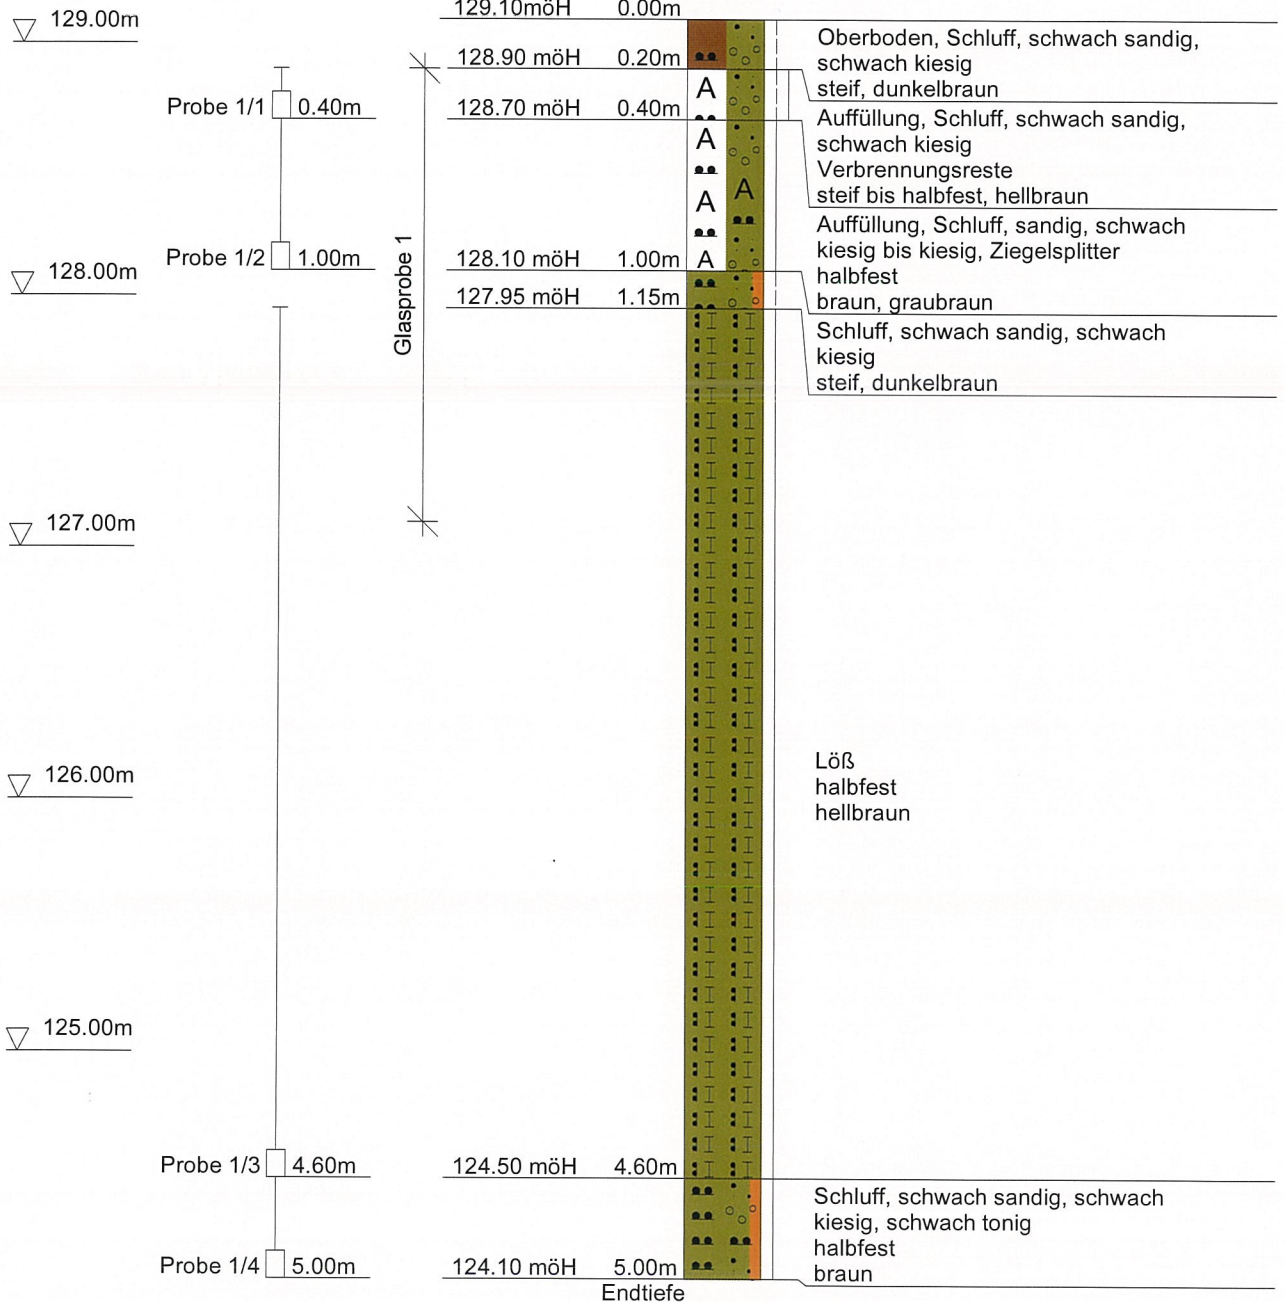 129.10möH 0.00m
129.00m
Oberboden, Schluff, schwach sandig,
schwach kiesig
steif, dunkelbraun
128.90 möH 0.20m
Probe 1/1 0.40m
128.70 möH 0.40m
A
A
A
A
A
Auffüllung, Schluff, schwach sandig,
schwach kiesig
Verbrennungsreste
steif bis halbfest, hellbraun
Auffüllung, Schluff, sandig, schwach
kiesig bis kiesig, Ziegelsplitter
halbfest
braun, graubraun
Probe 1/2 1.00m
128.10 möH 1.00m
128.00m
127.95 möH 1.15m
Glasprobe 1
Schluff, schwach sandig, schwach
kiesig
steif, dunkelbraun
127.00m
126.00m
Löß
halbfest
hellbraun
125.00m
Probe 1/3 4.60m
124.50 möH 4.60m
Schluff, schwach sandig, schwach
kiesig, schwach tonig
halbfest
braun
Probe 1/4 5.00m
124.10 möH 5.00m
Endtiefe